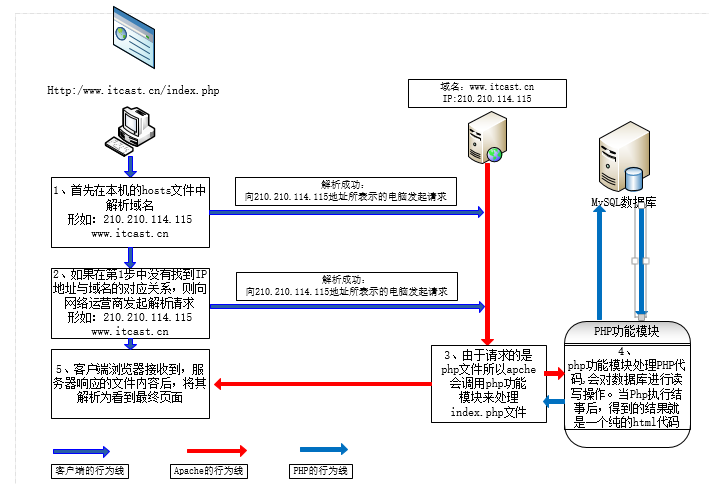 Http:/www.itcast.cn/index.php
域名：www.itcast.cn
IP:210.210.114.115
MySQL数据库
1、首先在本机的hosts文件中
解析域名
形如：210.210.114.115
www.itcast.cn
解析成功：
向210.210.114.115地址所表示的电脑发起请求
2、如果在第1步中没有找到IP
地址与域名的对应关系，则向
网络运营商发起解析请求
形如：210.210.114.115
www.itcast.cn
解析成功：
向210.210.114.115地址所表示的电脑发起请求
5、客户端浏览器接收到，服
务器响应的文件内容后，将其
解析为看到最终页面
3、由于请求的是
php文件所以apche
会调用php功能
模块来处理
index.php文件
PHP功能模块
4、
php功能模块处理PHP代
码,会对数据库进行读
写操作。当Php执行结
事后，得到的结果就
是一个纯的html代码
客户端的行为线
Apache的行为线
PHP的行为线